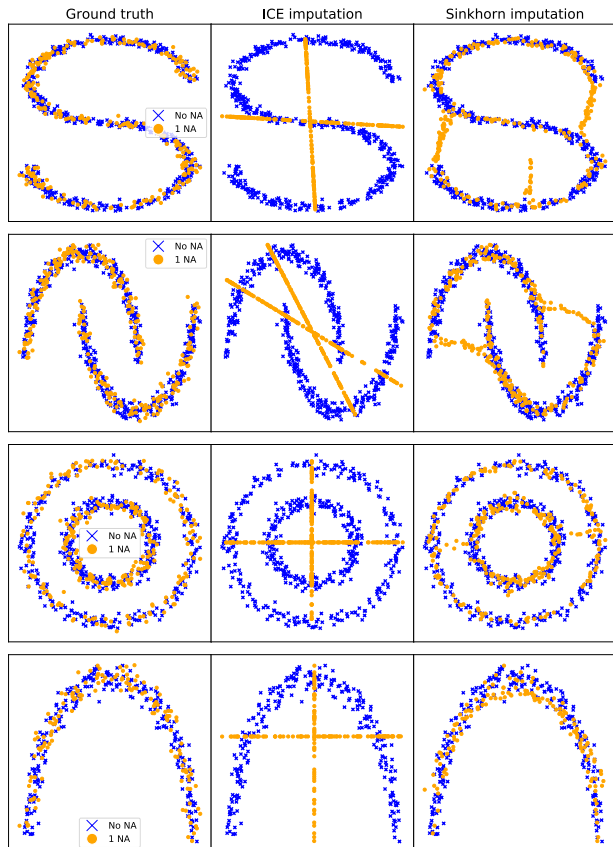 Ground truth
ICE imputation
Sinkhorn imputation
No NA
1 NA
No NA
1 NA
No NA
1 NA
No NA
1 NA